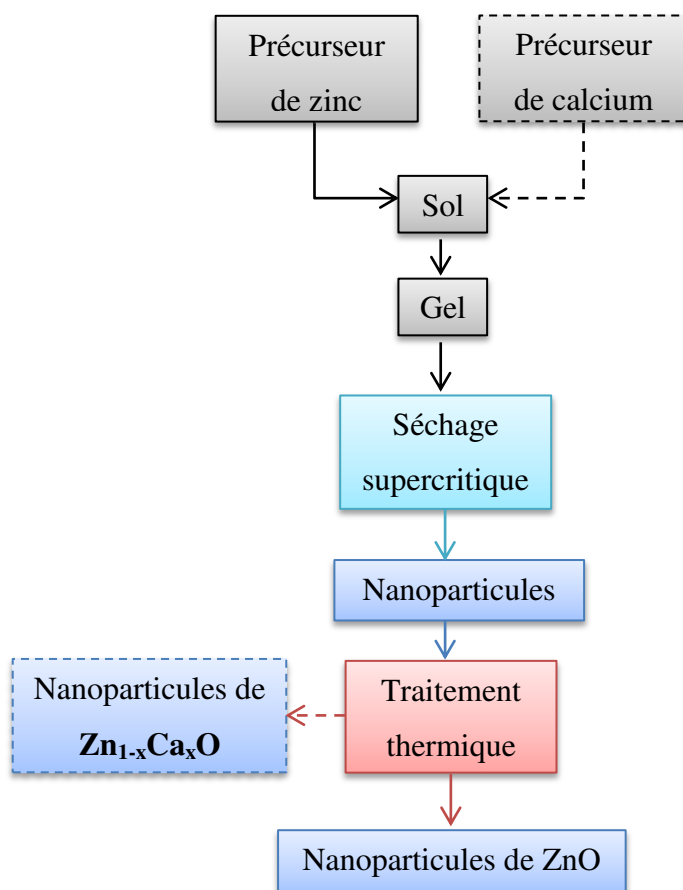 Précurseur
de zinc
Précurseur
de calcium
Sol
Gel
Séchage
supercritique
Nanoparticules
Nanoparticules de
Zn₁₋ₓCaₓO
Traitement
thermique
Nanoparticules de ZnO